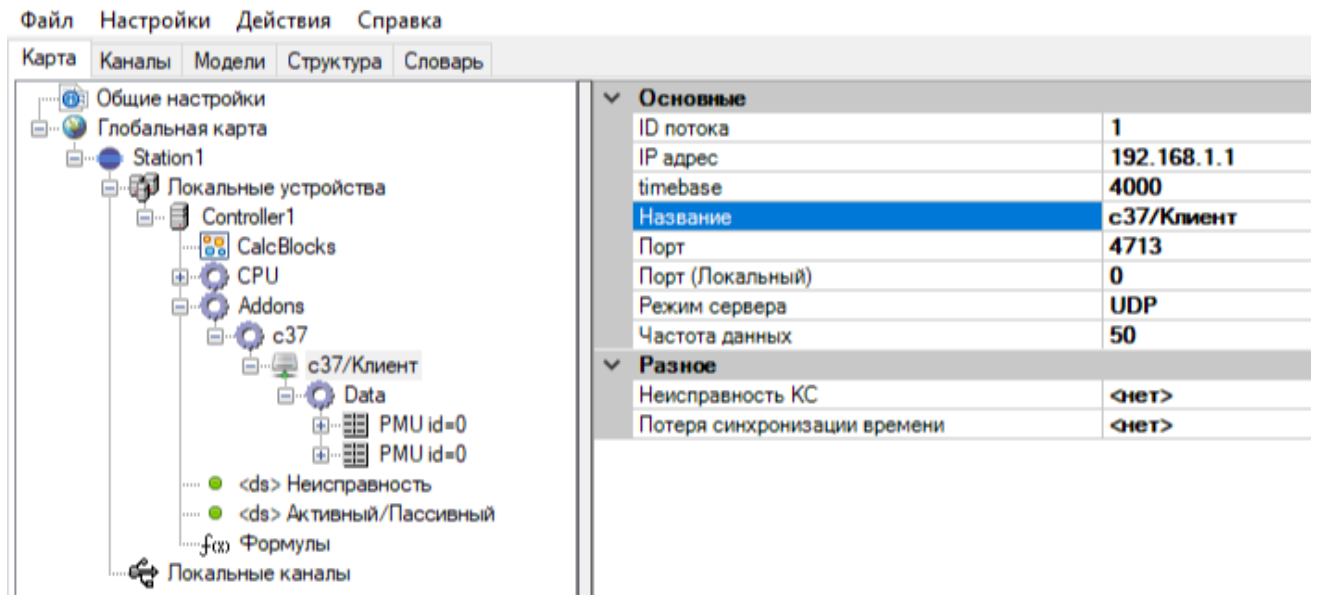 Файл Настройки Действия Справка
Карта Каналы Модели Структура Словарь
Общие настройки
Глобальная карта
Station1
Локальные устройства
Controller1
CalcBlocks
CPU
Addons
c37
c37/Клиент
Data
PMU id=0
PMU id=0
<ds> Неисправность
<ds> Активный/Пассивный
f(x) Формулы
Локальные каналы
Основные
ID потока 1
IP адрес 192.168.1.1
timebase 4000
Название c37/Клиент
Порт 4713
Порт (Локальный) 0
Режим сервера UDP
Частота данных 50
Разное
Неисправность КС <нет>
Потеря синхронизации времени <нет>